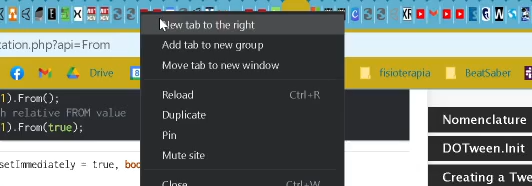 New tab to the right
tation.php?api=From
Add tab to new group
Move tab to new window
Drive
fisioterapia
BeatSaber
Reload Ctrl+R
1).From();
Duplicate
h relative FROM value
Nomenclature
1).From(true);
Pin
DOTween.Init
Mute site
setImmediately = true, boo
Creating a Twe
Close Ctrl+W